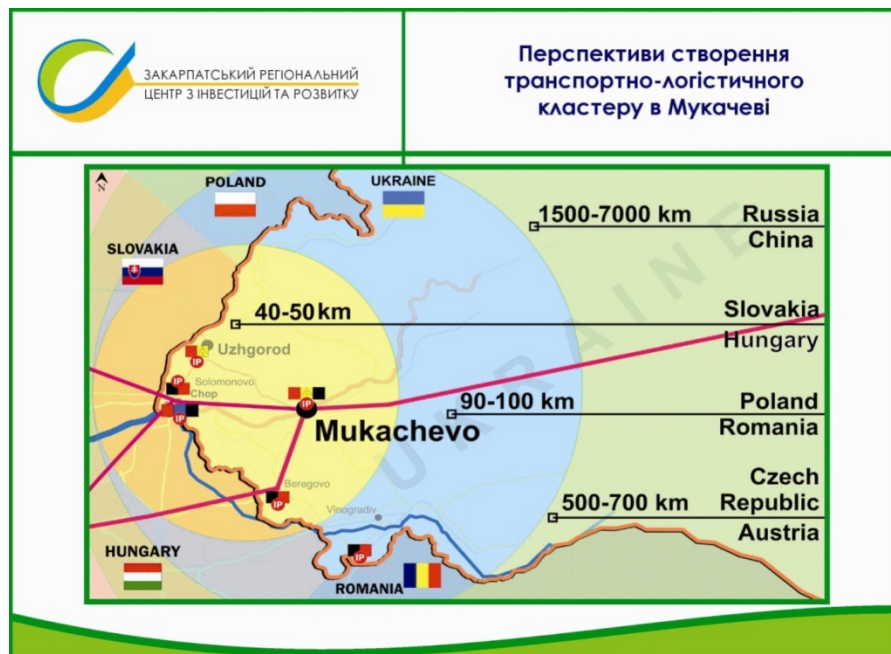 ЗАКАРПАТСЬКИЙ РЕГІОНАЛЬНИЙ
ЦЕНТР З ІНВЕСТИЦІЙ ТА РОЗВИТКУ
Перспективи створення
транспортно-логістичного
кластеру в Мукачеві
N
POLAND
UKRAINE
SLOVAKIA
1500-7000 km
Russia
China
40-50 km
Slovakia
Hungary
Uzhgorod
IP
IP
Solomonovo
Chop
IP
IP
Mukachevo
90-100 km
Poland
Romania
UKRAINE
Beregovo
IP
Vinogradiv
500-700 km
Czech
Republic
Austria
HUNGARY
IP
ROMANIA